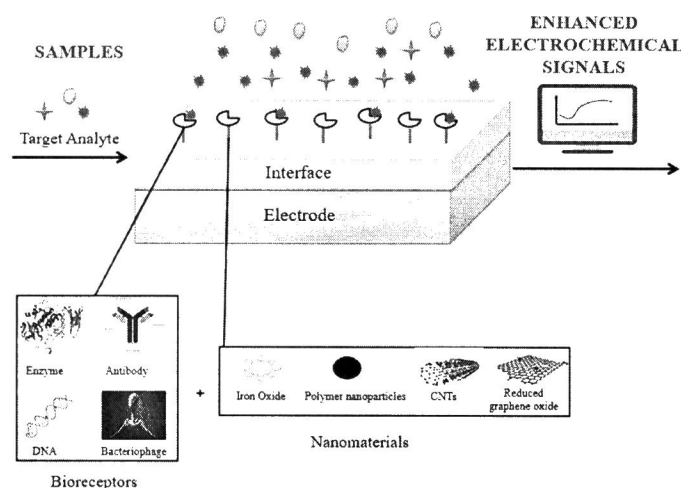 SAMPLES
Target Analyte
ENHANCED
ELECTROCHEMICAL
SIGNALS
Interface
Electrode
Enzyme
Antibody
DNA
Bacteriophage
Bioreceptors
+
Iron Oxide
Polymer nanoparticles
CNTs
Reduced
graphene oxide
Nanomaterials